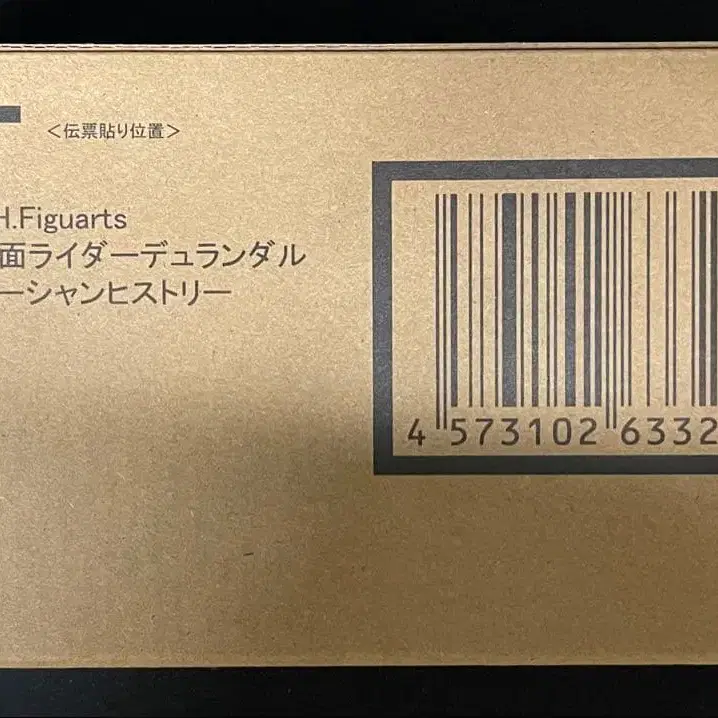 ＜伝票貼り位置＞
H.Figuarts
面ライダーデュランダル
ーシャンヒストリー
4 573102 6332